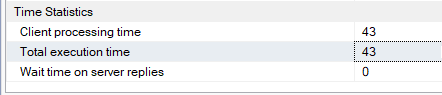 Time Statistics
Client processing time 43
Total execution time 43
Wait time on server replies 0